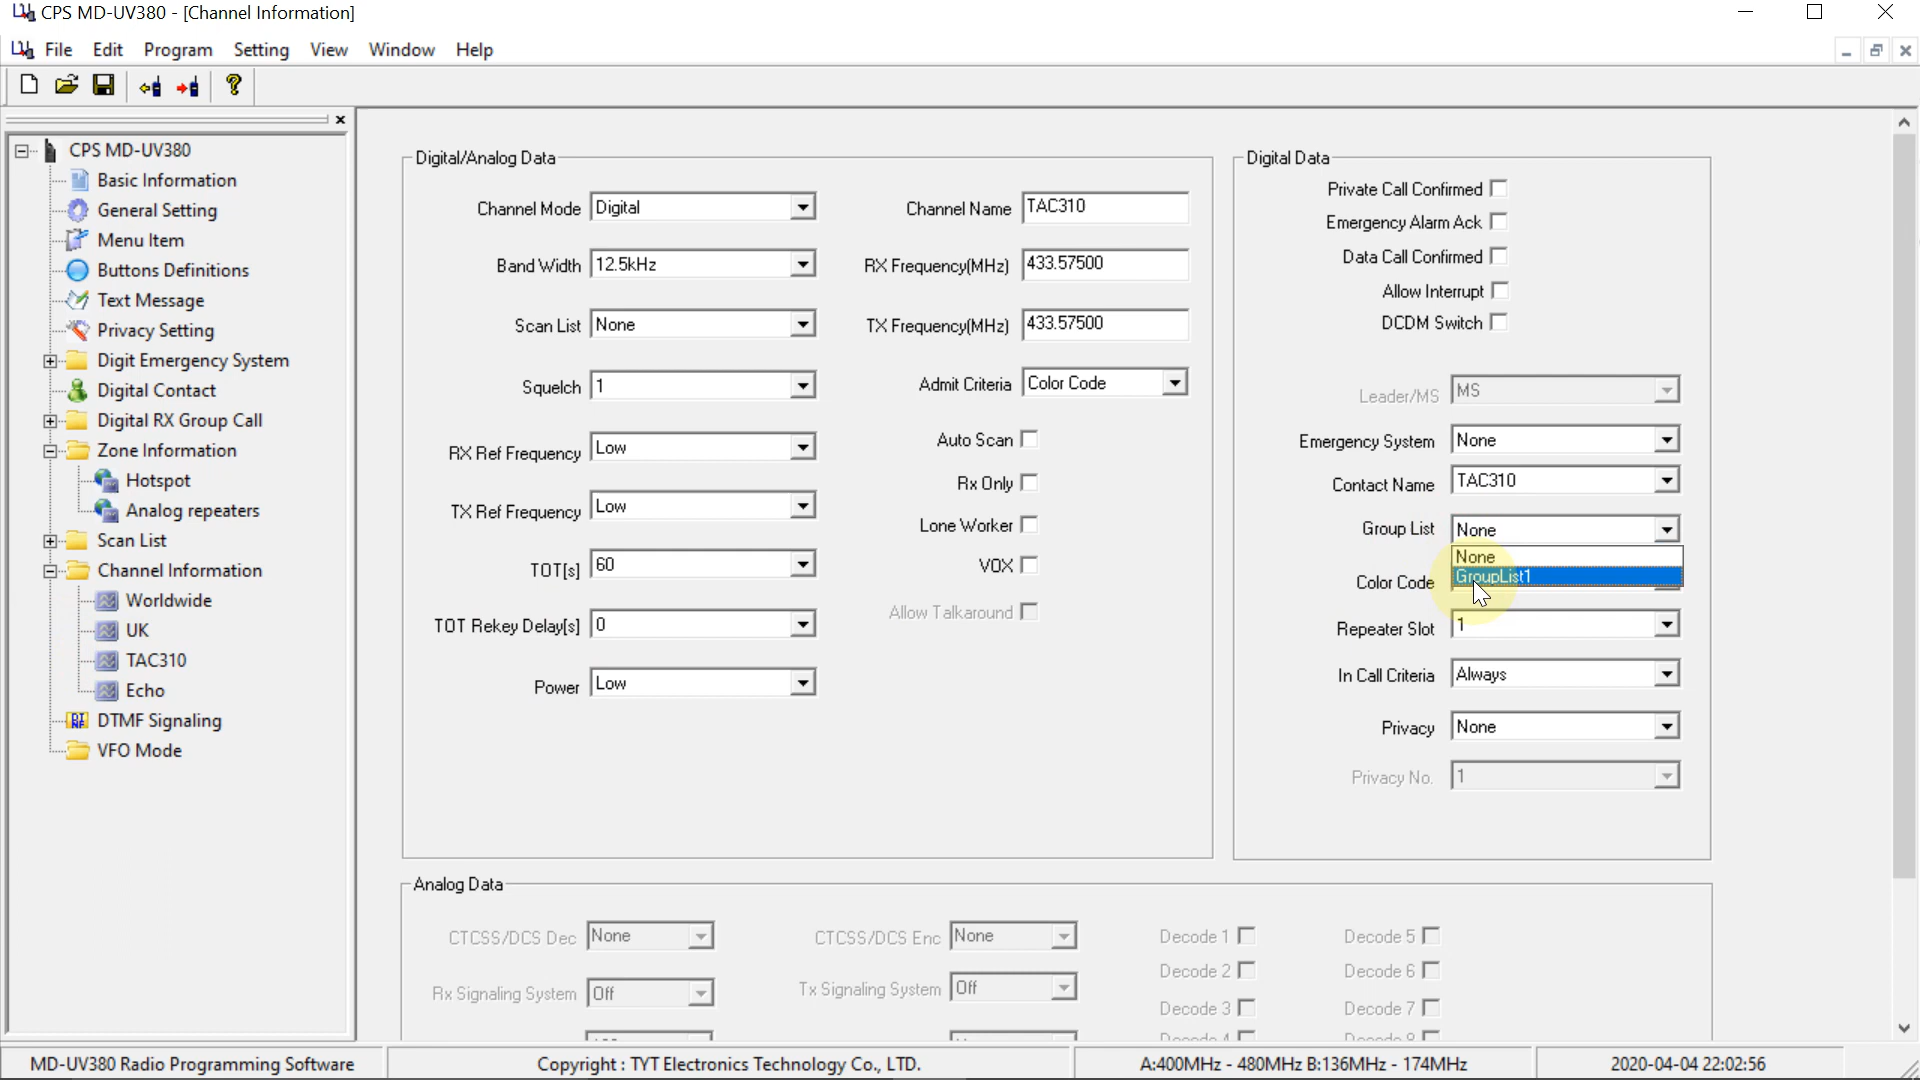 CPS MD-UV380 - [Channel Information]
File Edit Program Setting View Window Help
CPS MD-UV380
Basic Information
General Setting
Menu Item
Buttons Definitions
Text Message
Privacy Setting
Digit Emergency System
Digital Contact
Digital RX Group Call
Zone Information
Hotspot
Analog repeaters
Scan List
Channel Information
Worldwide
UK
TAC310
Echo
DTMF Signaling
VFO Mode
Digital/Analog Data
Channel Mode Digital
Band Width 12.5kHz
Scan List None
Squelch 1
RX Ref Frequency Low
TX Ref Frequency Low
TOT[s] 60
TOT Rekey Delay[s] 0
Power Low
Channel Name TAC310
RX Frequency(MHz) 433.57500
TX Frequency(MHz) 433.57500
Admit Criteria Color Code
Auto Scan
Rx Only
Lone Worker
VOX
Allow Talkaround
Digital Data
Private Call Confirmed
Emergency Alarm Ack
Data Call Confirmed
Allow Interrupt
DCDM Switch
Leader/MS MS
Emergency System None
Contact Name TAC310
Group List None
None
GroupList1
Color Code
Repeater Slot 1
In Call Criteria Always
Privacy None
Privacy No. 1
Analog Data
CTCSS/DCS Dec None
CTCSS/DCS Enc None
Decode 1
Decode 5
Decode 2
Decode 6
Rx Signaling System Off
Tx Signaling System Off
Decode 3
Decode 7
MD-UV380 Radio Programming Software
Copyright : TYT Electronics Technology Co., LTD.
A:400MHz - 480MHz B:136MHz - 174MHz
2020-04-04 22:02:56